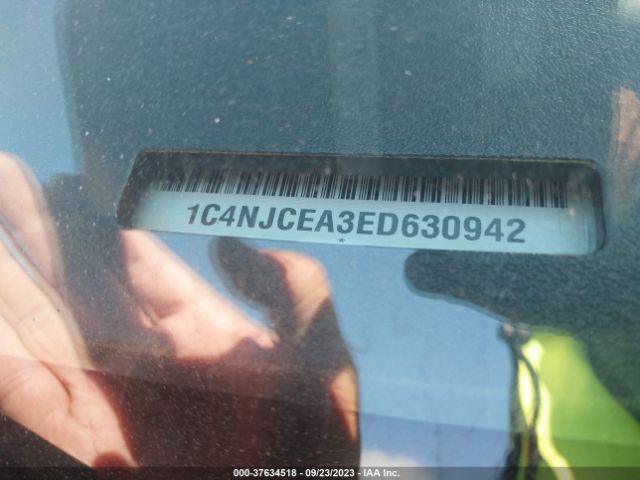 1C4NJCEA3ED630942
*
000-37634518 - 09/23/2023 - IAA Inc.